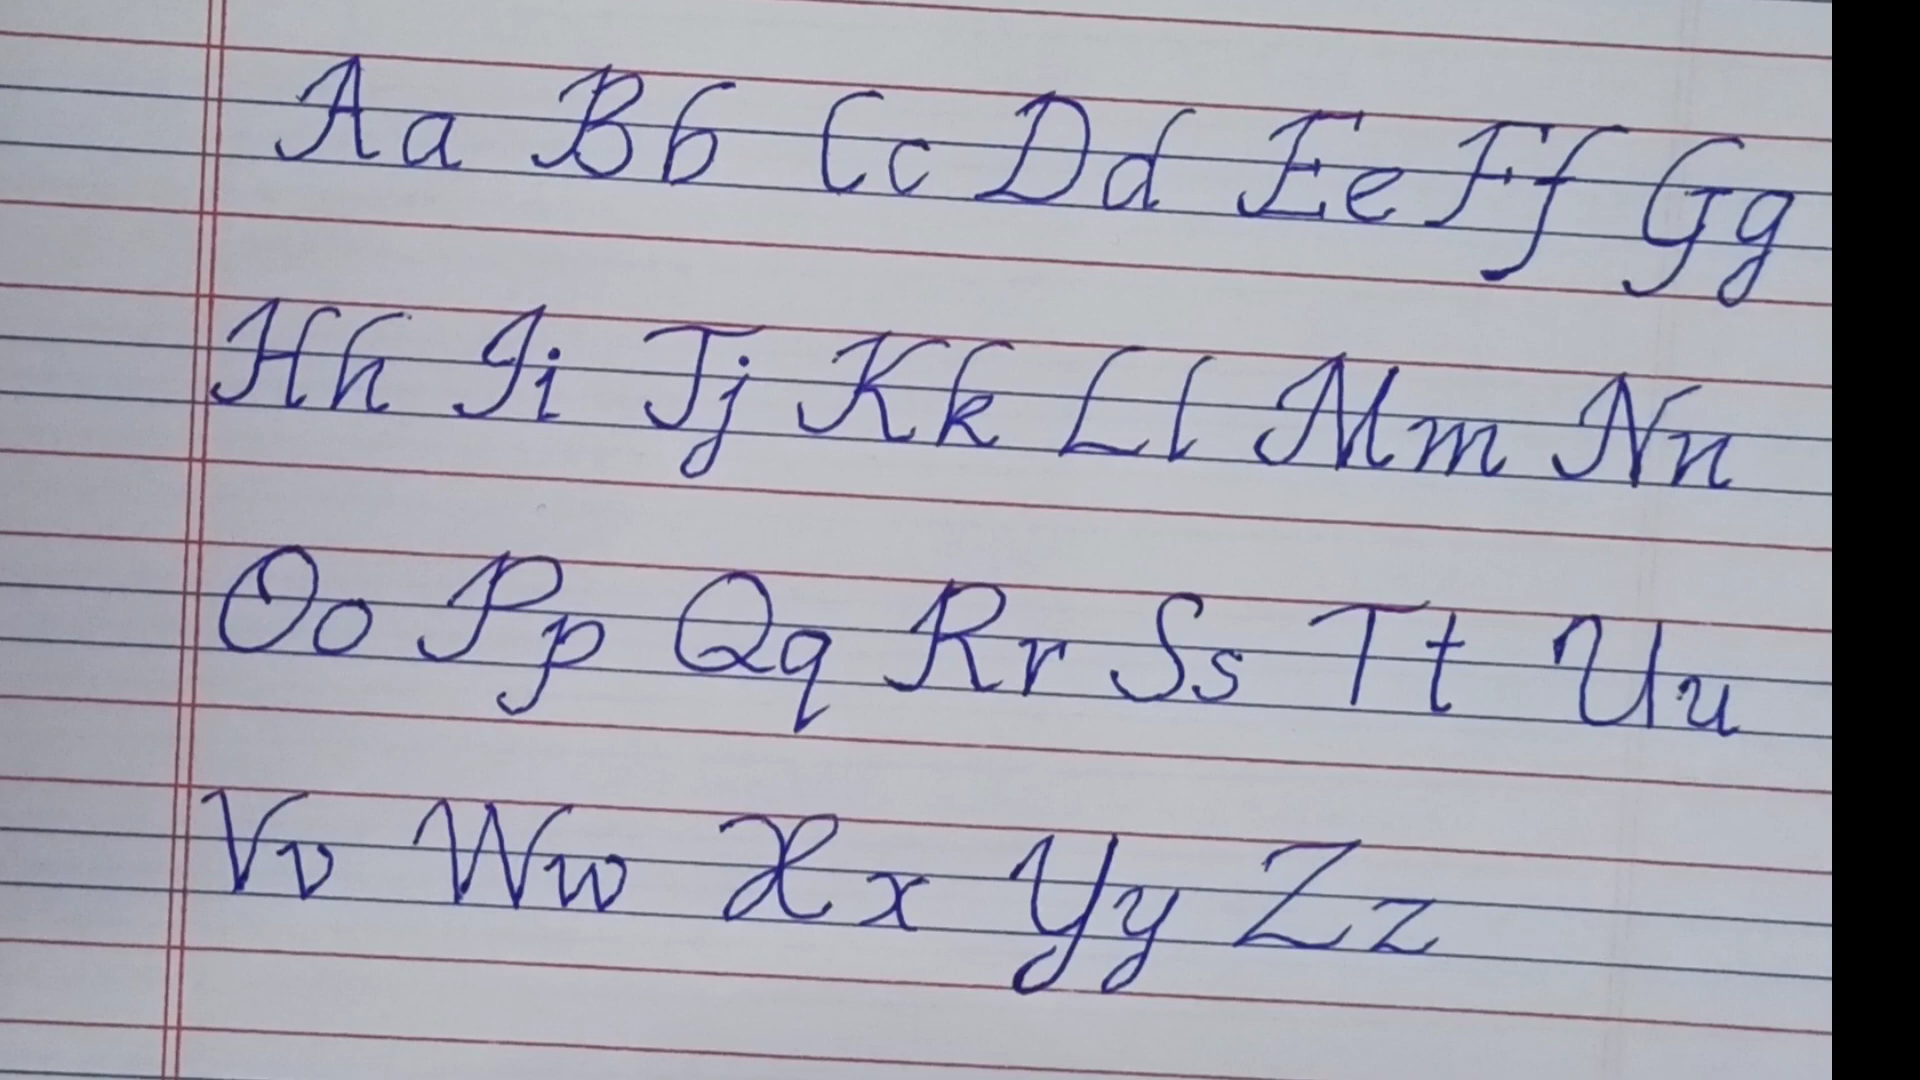 Aa Bb Cc Dd Ee Ff Gg
Hh Ii Jj Kk Ll Mm Nn
Oo Pp Qq Rr Ss Tt Uu
Vv Ww Xx Yy Zz